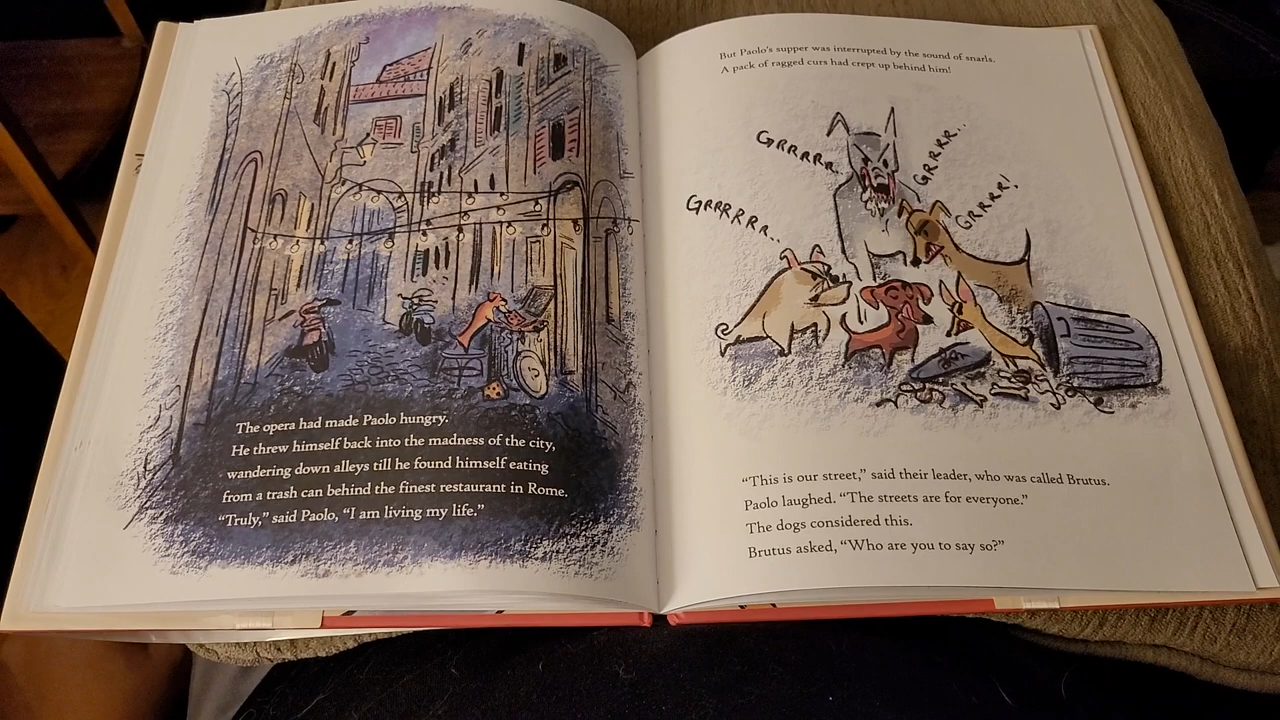 The opera had made Paolo hungry.
He threw himself back into the madness of the city,
wandering down alleys till he found himself eating
from a trash can behind the finest restaurant in Rome.
“Truly,” said Paolo, “I am living my life.”
But Paolo’s supper was interrupted by the sound of snarls.
A pack of ragged curs had crept up behind him!
GRRRRR..
GRRRR..
GRRRRR..
GRRRR!
“This is our street,” said their leader, who was called Brutus.
Paolo laughed. “The streets are for everyone.”
The dogs considered this.
Brutus asked, “Who are you to say so?”